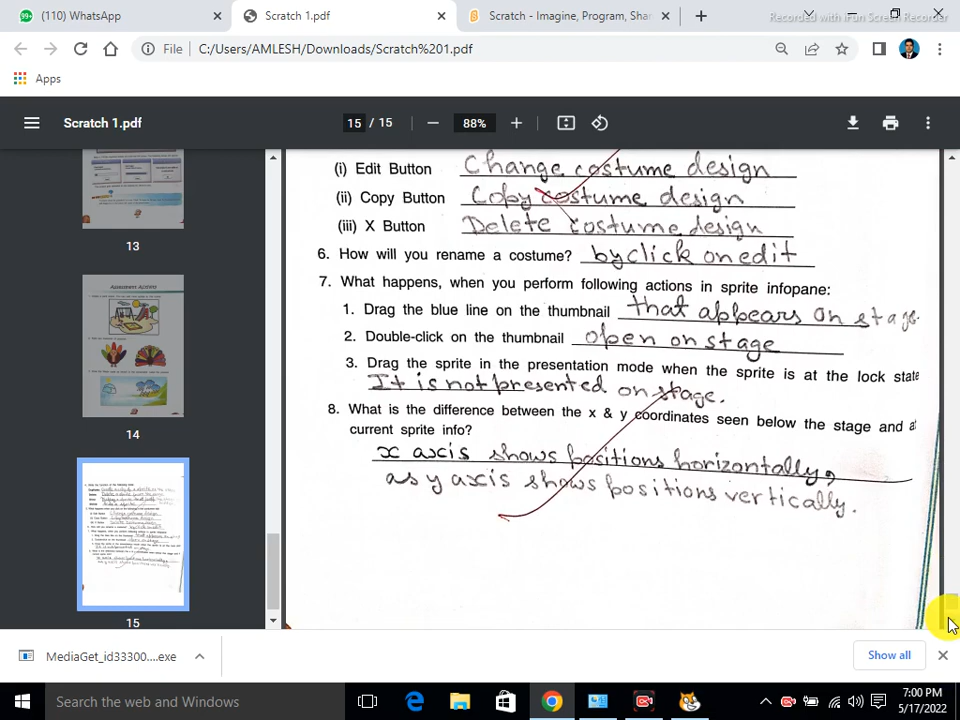 (110) WhatsApp
Scratch 1.pdf
Scratch - Imagine, Program, Shar
Recorded with iFun Screen Recorder
File C:/Users/AMLESH/Downloads/Scratch%201.pdf
Apps
Scratch 1.pdf
15 / 15
88%
13
Assessment Activity
14
15
(i) Edit Button Change costume design
(ii) Copy Button Copy costume design
(iii) X Button Delete costume design
6. How will you rename a costume? by click on edit
7. What happens, when you perform following actions in sprite infopane:
1. Drag the blue line on the thumbnail that appears on stage.
2. Double-click on the thumbnail open on stage
3. Drag the sprite in the presentation mode when the sprite is at the lock state
It is not presented on stage.
8. What is the difference between the x & y coordinates seen below the stage and at
current sprite info?
x axis shows positions horizontally,
as y axis shows positions vertically.
MediaGet_id33300....exe
Show all
Search the web and Windows
7:00 PM
5/17/2022